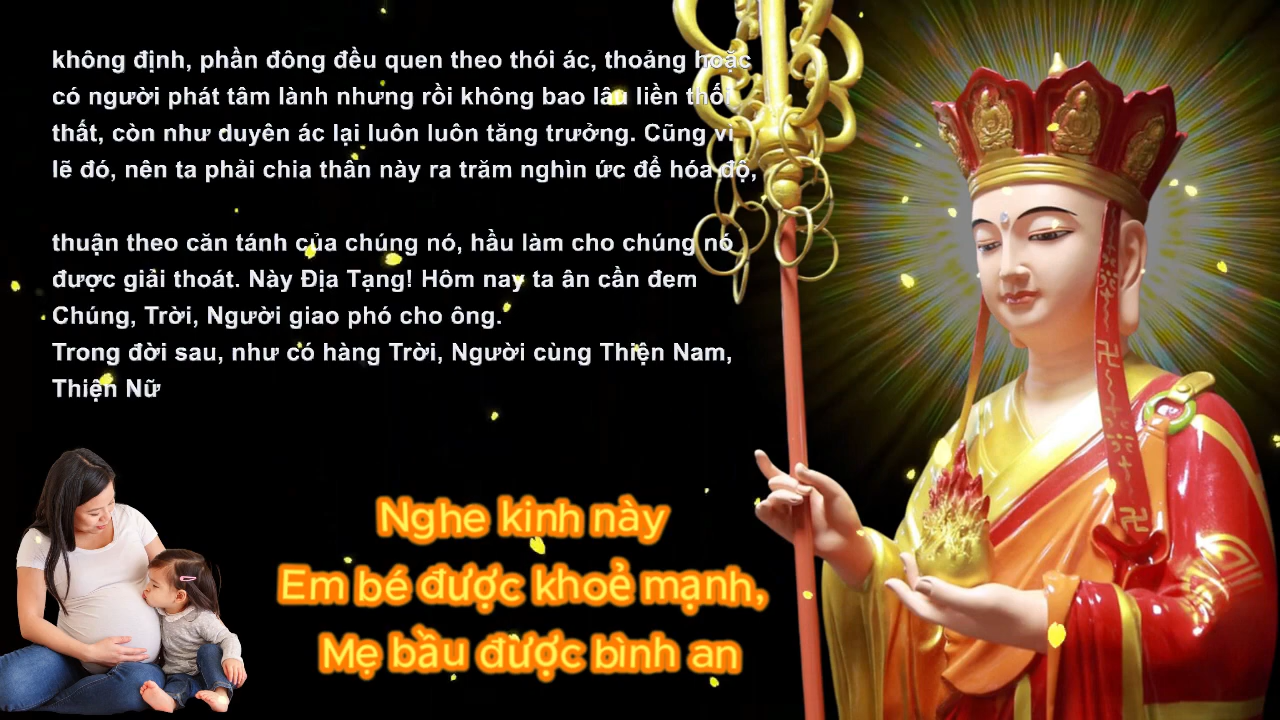 không định, phần đông đều quen theo thói ác, thoảng hoặc
có người phát tâm lành nhưng rồi không bao lâu liền thối
thất, còn như duyên ác lại luôn luôn tăng trưởng. Cũng vì
lẽ đó, nên ta phải chia thân này ra trăm nghìn ức để hóa độ,
thuận theo căn tánh của chúng nó, hầu làm cho chúng nó
được giải thoát. Này Địa Tạng! Hôm nay ta ân cần đem
Chúng, Trời, Người giao phó cho ông.
Trong đời sau, như có hàng Trời, Người cùng Thiện Nam,
Thiện Nữ
Nghe kinh này
Em bé được khoẻ mạnh,
Mẹ bầu được bình an